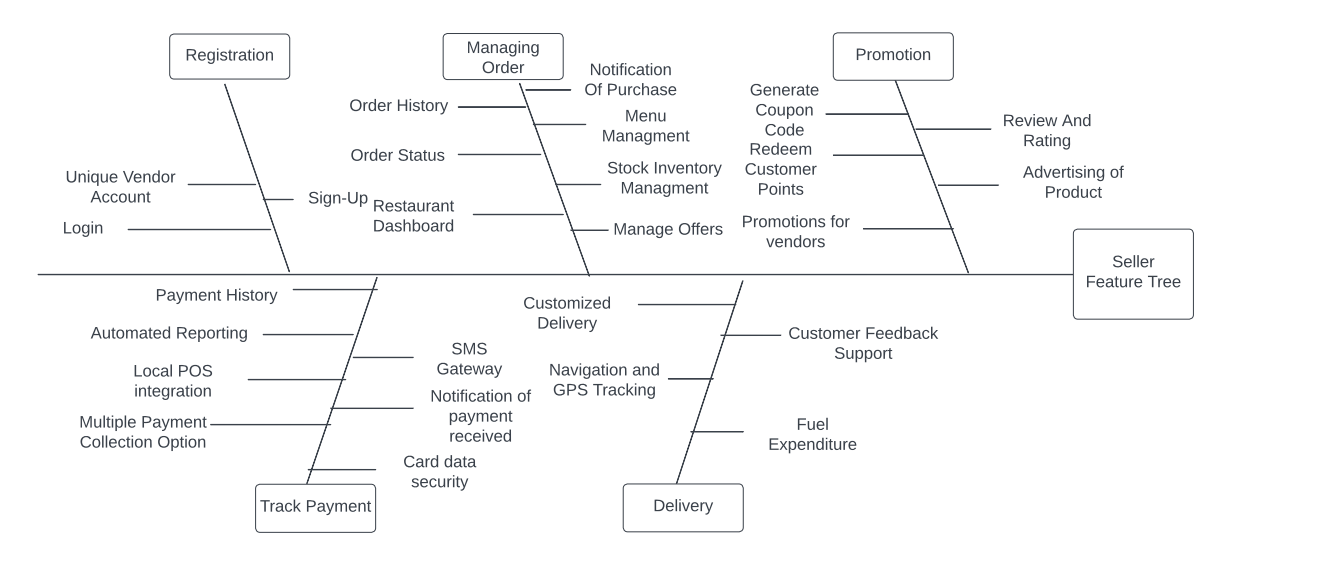 Registration
Managing
Order
Promotion
Notification
Of Purchase
Order History
Menu
Managment
Order Status
Stock Inventory
Managment
Restaurant
Dashboard
Manage Offers
Unique Vendor
Account
Sign-Up
Login
Generate
Coupon
Code
Redeem
Customer
Points
Review And
Rating
Advertising of
Product
Promotions for
vendors
Seller
Feature Tree
Payment History
Automated Reporting
SMS
Gateway
Local POS
integration
Notification of
payment
received
Multiple Payment
Collection Option
Card data
security
Track Payment
Customized
Delivery
Customer Feedback
Support
Navigation and
GPS Tracking
Fuel
Expenditure
Delivery